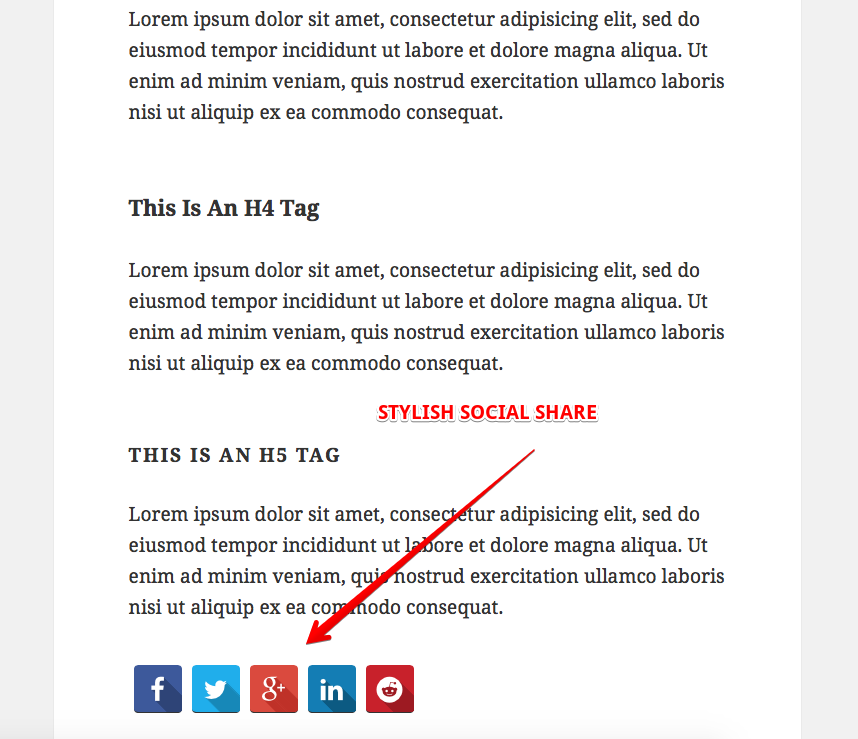 Lorem ipsum dolor sit amet, consectetur adipisicing elit, sed do
eiusmod tempor incididunt ut labore et dolore magna aliqua. Ut
enim ad minim veniam, quis nostrud exercitation ullamco laboris
nisi ut aliquip ex ea commodo consequat.
This Is An H4 Tag
Lorem ipsum dolor sit amet, consectetur adipisicing elit, sed do
eiusmod tempor incididunt ut labore et dolore magna aliqua. Ut
enim ad minim veniam, quis nostrud exercitation ullamco laboris
nisi ut aliquip ex ea commodo consequat.
STYLISH SOCIAL SHARE
THIS IS AN H5 TAG
Lorem ipsum dolor sit amet, consectetur adipisicing elit, sed do
eiusmod tempor incididunt ut labore et dolore magna aliqua. Ut
enim ad minim veniam, quis nostrud exercitation ullamco laboris
nisi ut aliquip ex ea commodo consequat.
f g+ in